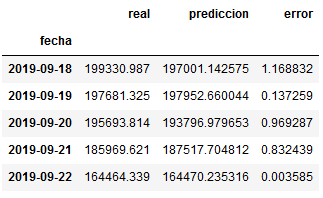 real prediccion error
fecha
2019-09-18 199330.987 197001.142575 1.168832
2019-09-19 197681.325 197952.660044 0.137259
2019-09-20 195693.814 193796.979653 0.969287
2019-09-21 185969.621 187517.704812 0.832439
2019-09-22 164464.339 164470.235316 0.003585